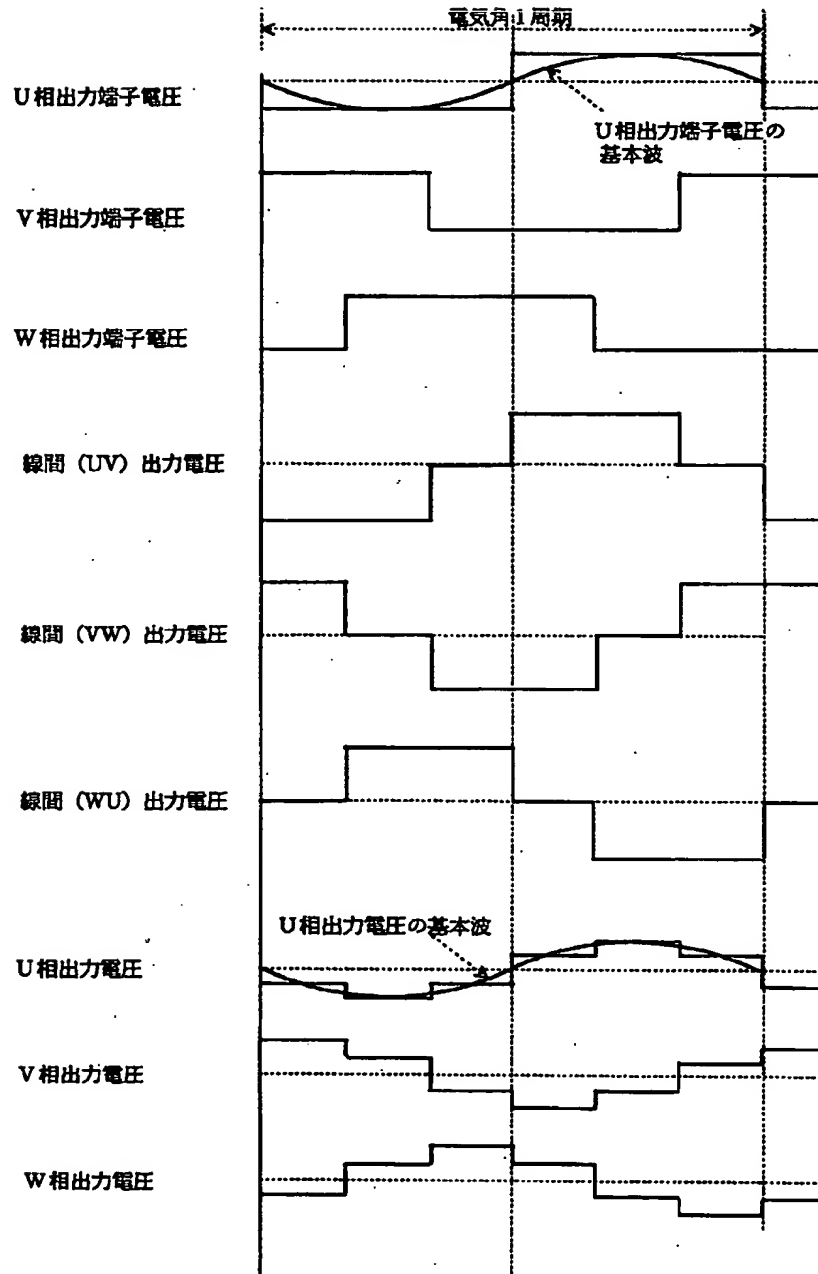 電気角1周期
U相出力端子電圧
U相出力端子電圧の
基本波
V相出力端子電圧
W相出力端子電圧
線間（UV）出力電圧
線間（VW）出力電圧
線間（WU）出力電圧
U相出力電圧の基本波
U相出力電圧
V相出力電圧
W相出力電圧